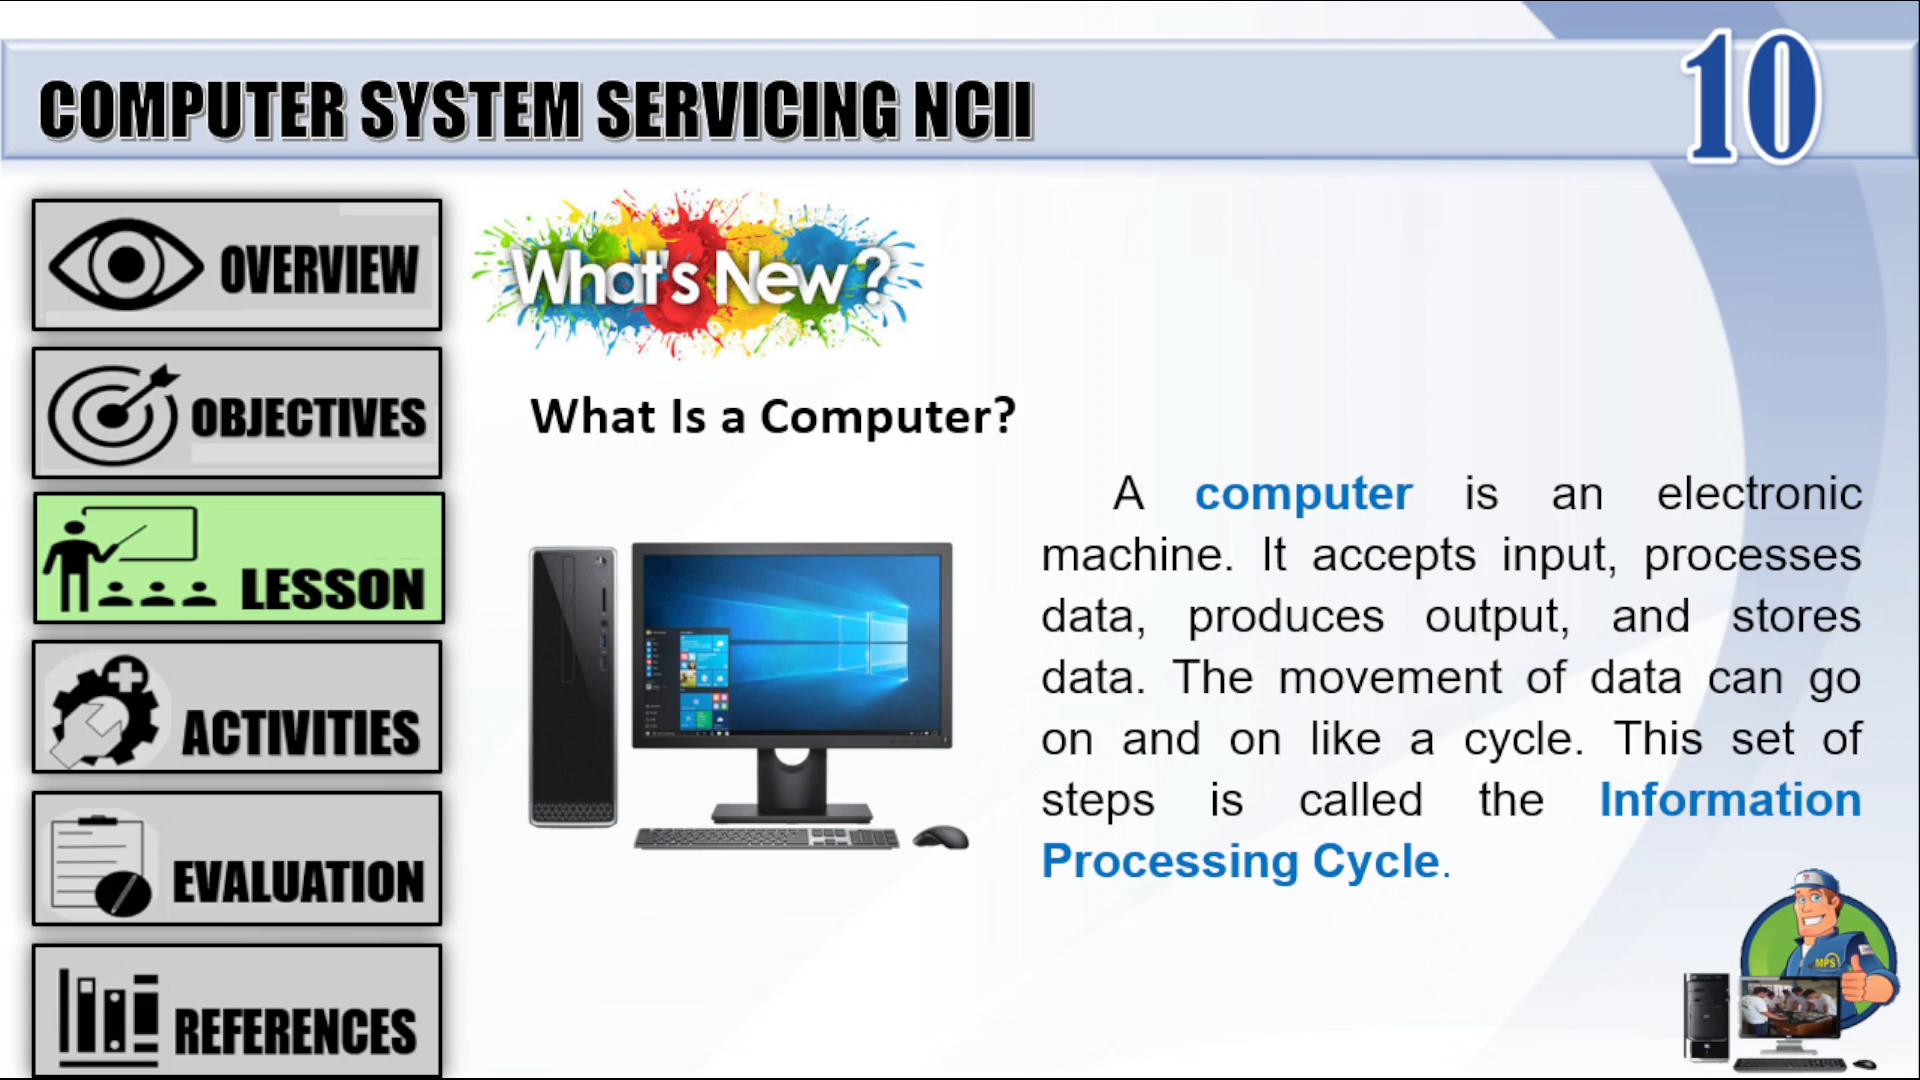 COMPUTER SYSTEM SERVICING NCII
10
OVERVIEW
OBJECTIVES
LESSON
ACTIVITIES
EVALUATION
REFERENCES
What's New?
What Is a Computer?
A computer is an electronic
machine. It accepts input, processes
data, produces output, and stores
data. The movement of data can go
on and on like a cycle. This set of
steps is called the Information
Processing Cycle.
MPS